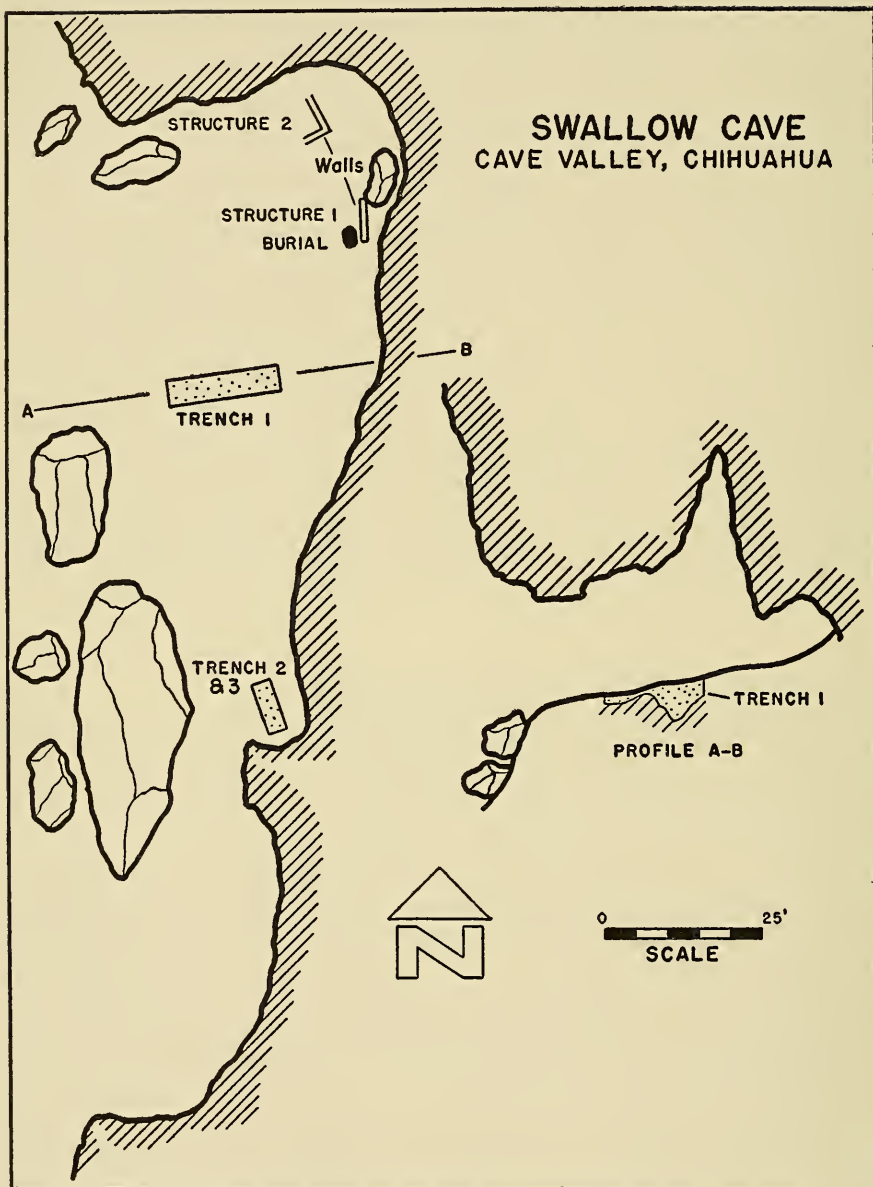 SWALLOW CAVE
CAVE VALLEY, CHIHUAHUA
STRUCTURE 2
Walls
STRUCTURE 1
BURIAL
A
B
TRENCH 1
TRENCH 2
&3
TRENCH 1
PROFILE A-B
N
0 25'
SCALE